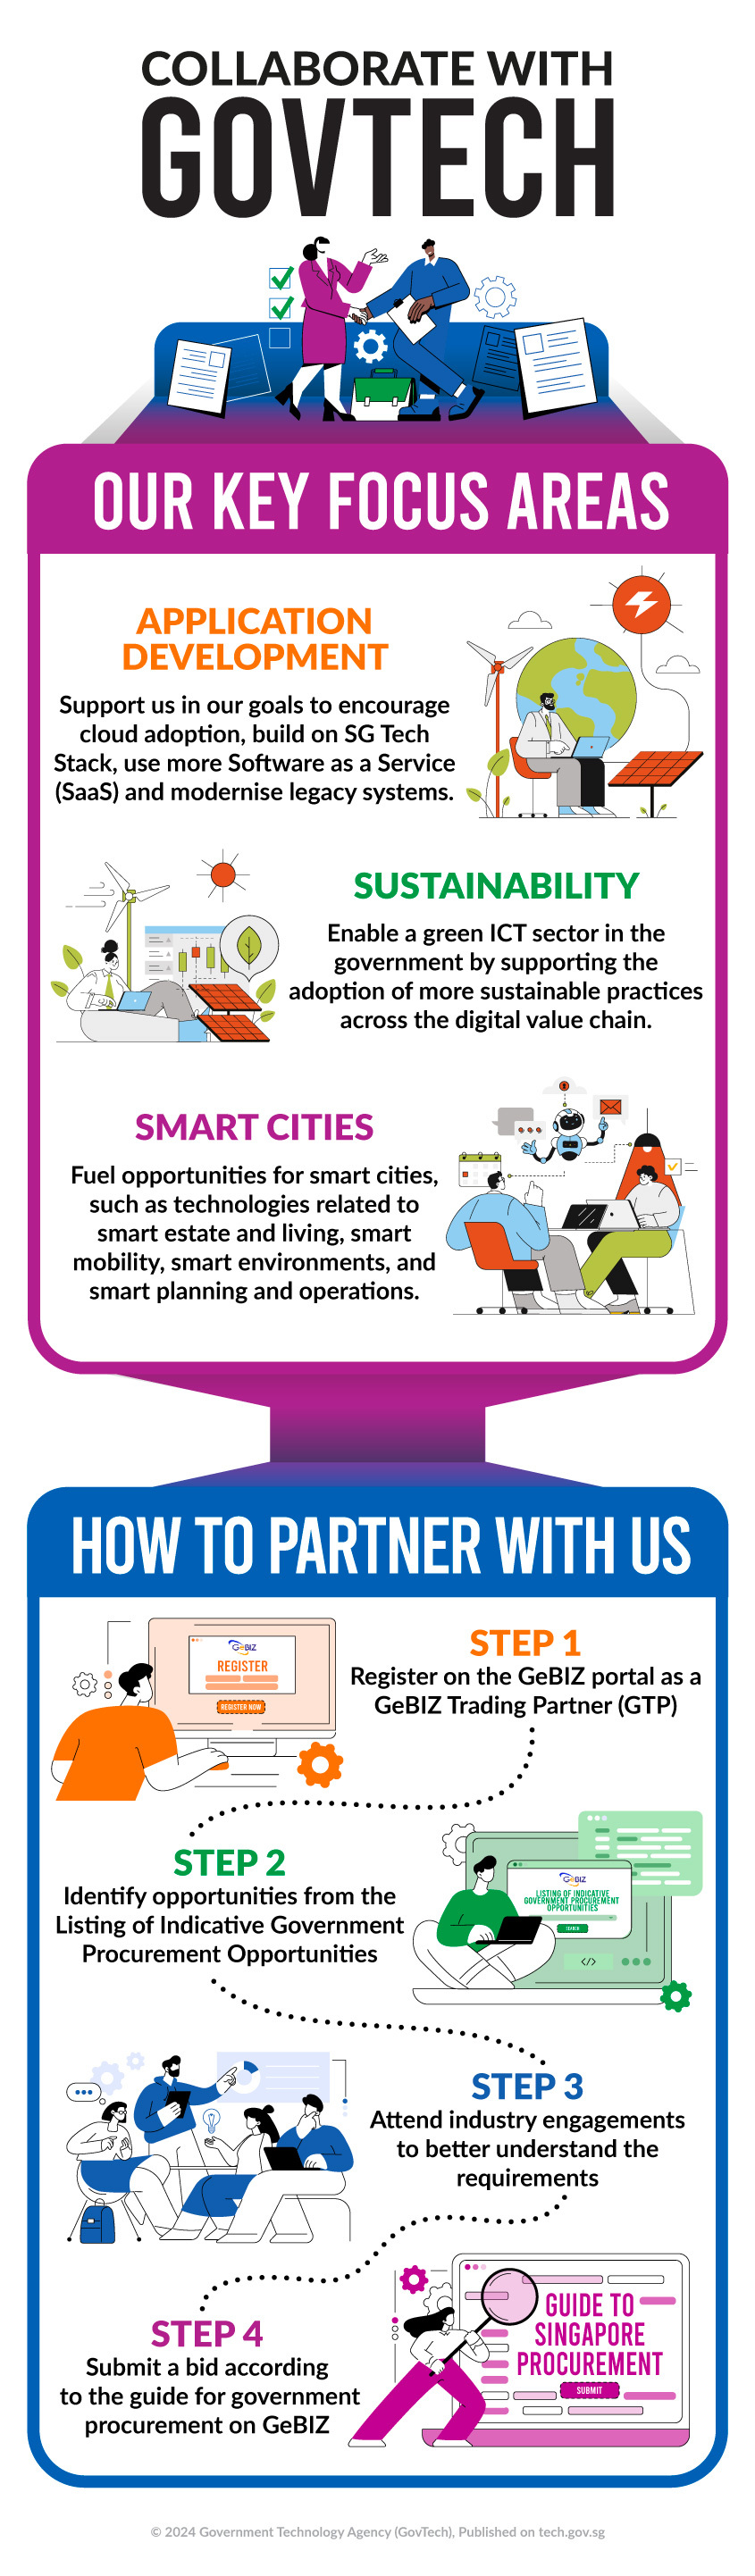 COLLABORATE WITH
GOVTECH
OUR KEY FOCUS AREAS
APPLICATION
DEVELOPMENT
Support us in our goals to encourage
cloud adoption, build on SG Tech
Stack, use more Software as a Service
(SaaS) and modernise legacy systems.
SUSTAINABILITY
Enable a green ICT sector in the
government by supporting the
adoption of more sustainable practices
across the digital value chain.
SMART CITIES
Fuel opportunities for smart cities,
such as technologies related to
smart estate and living, smart
mobility, smart environments, and
smart planning and operations.
HOW TO PARTNER WITH US
GeBIZ
REGISTER
REGISTER NOW
STEP 1
Register on the GeBIZ portal as a
GeBIZ Trading Partner (GTP)
STEP 2
Identify opportunities from the
Listing of Indicative Government
Procurement Opportunities
GeBIZ
LISTING OF INDICATIVE
GOVERNMENT PROCUREMENT
OPPORTUNITIES
SEARCH
</>
STEP 3
Attend industry engagements
to better understand the
requirements
STEP 4
Submit a bid according
to the guide for government
procurement on GeBIZ
GUIDE TO
SINGAPORE
PROCUREMENT
SUBMIT
© 2024 Government Technology Agency (GovTech), Published on tech.gov.sg